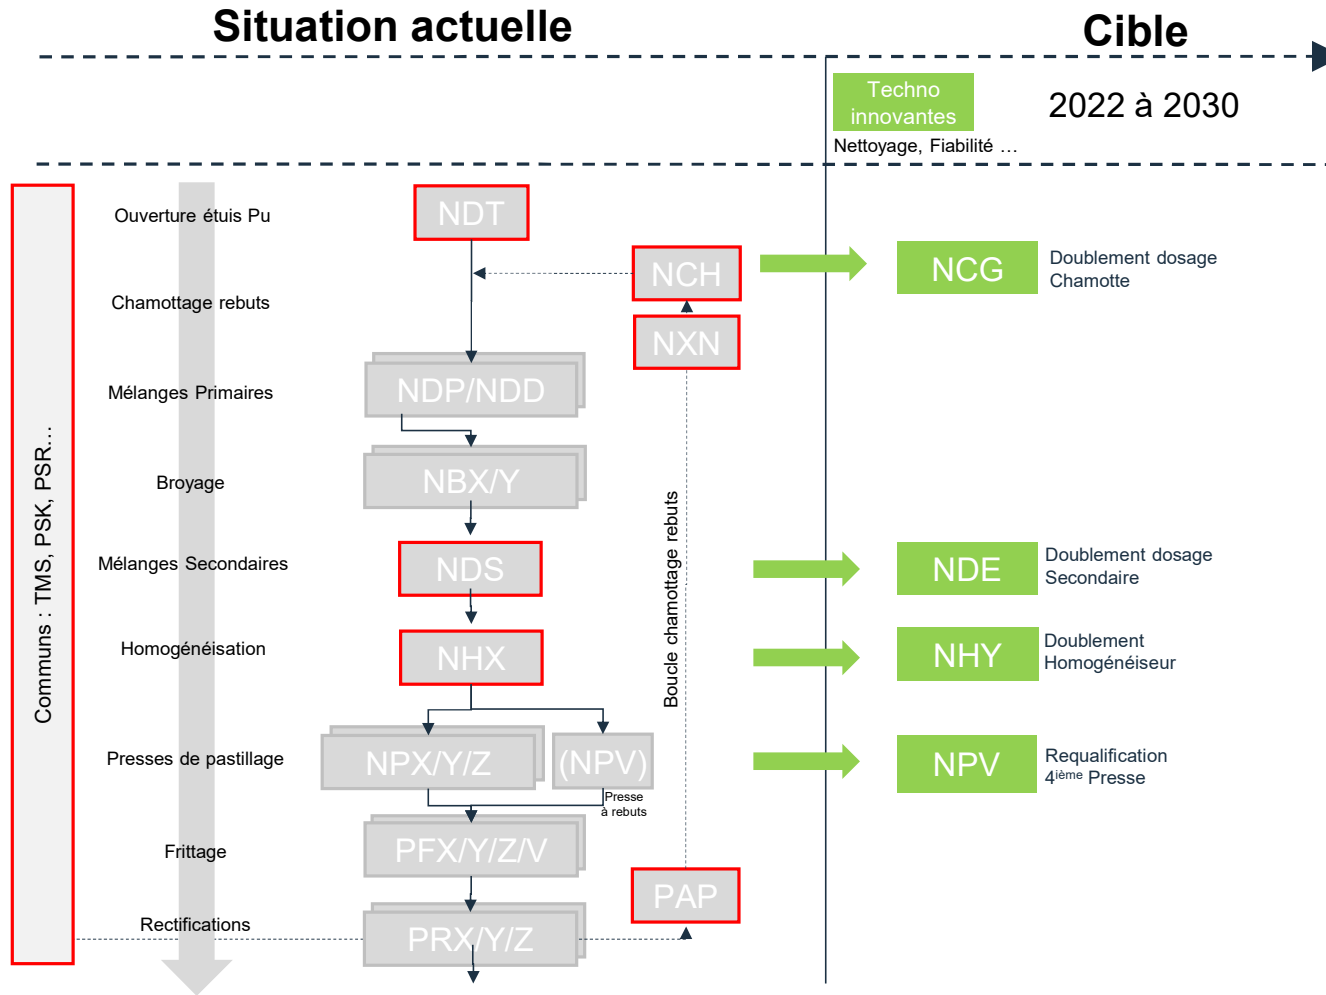 Situation actuelle
Cible
Techno
innovantes
2022 à 2030
Nettoyage, Fiabilité …
Communs : TMS, PSK, PSR…
Ouverture étuis Pu
NDT
NCH
NCG
Doublement dosage
Chamotte
Chamottage rebuts
NXN
Mélanges Primaires
NDP/NDD
Broyage
NBX/Y
Boucle chamottage rebuts
Mélanges Secondaires
NDS
NDE
Doublement dosage
Secondaire
Homogénéisation
NHX
NHY
Doublement
Homogénéiseur
Presses de pastillage
NPX/Y/Z
(NPV)
Presse
à rebuts
NPV
Requalification
4ième Presse
Frittage
PFX/Y/Z/V
PAP
Rectifications
PRX/Y/Z